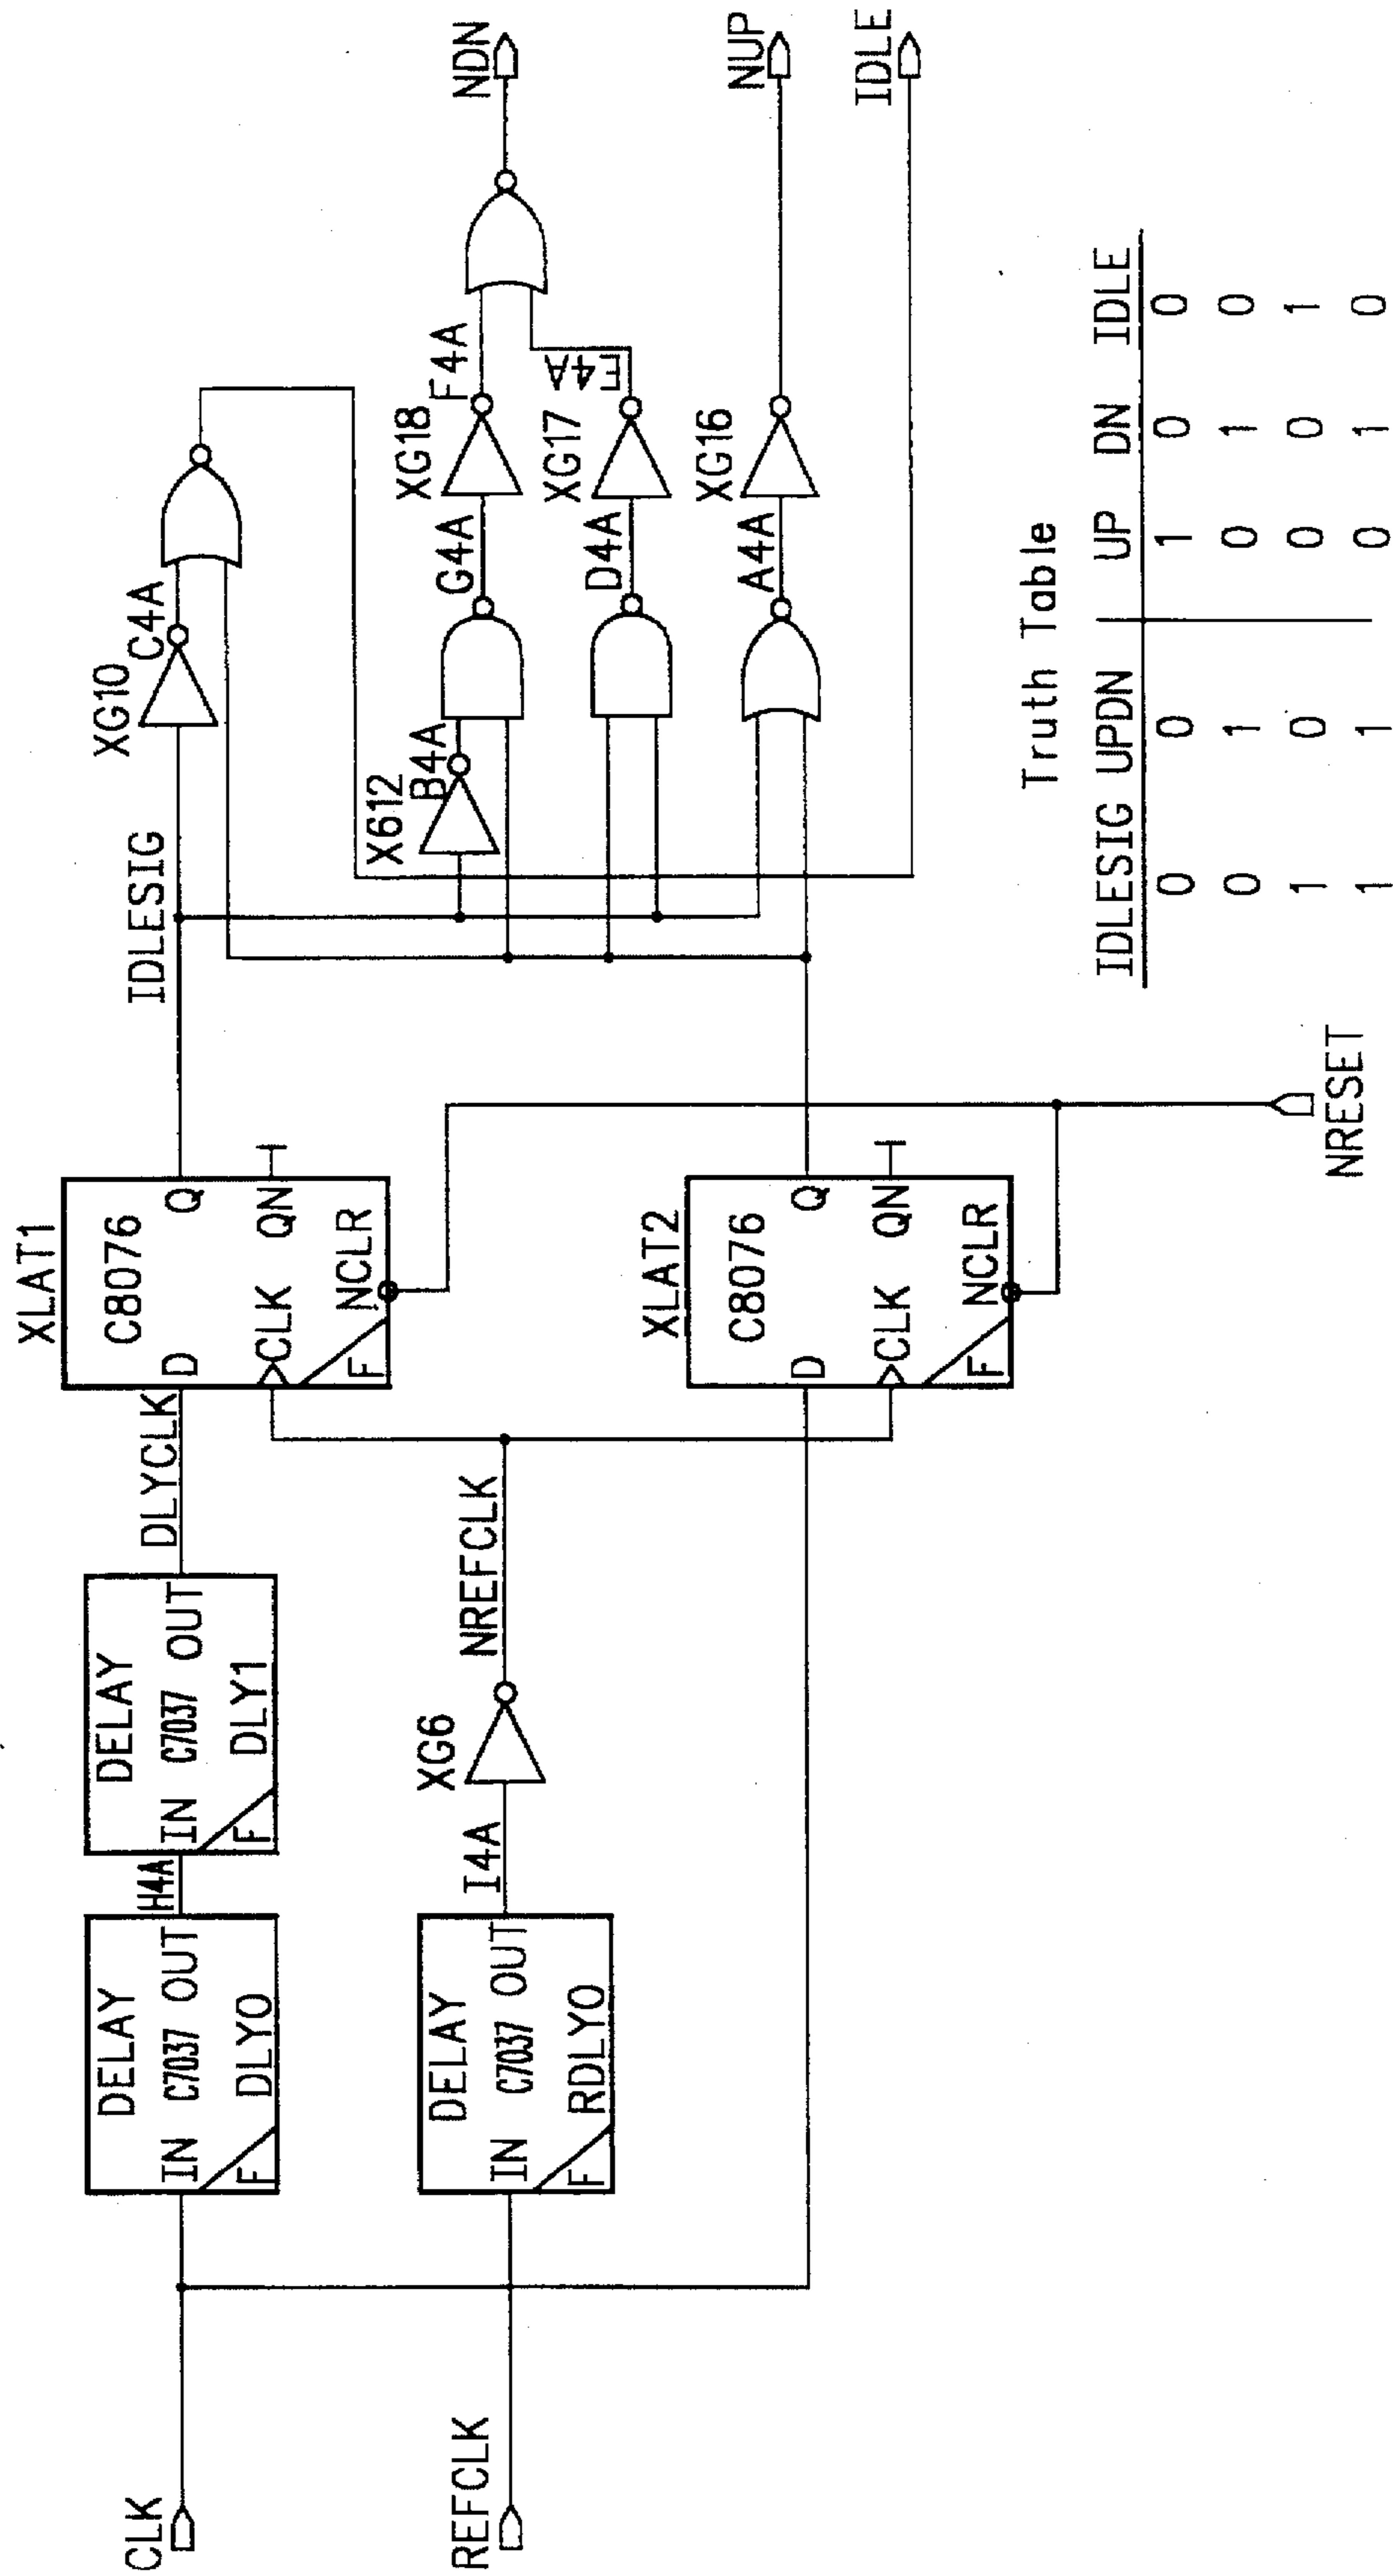 CLK
REFCLK
DELAY
IN C7037 OUT
F DLY0
H4A
DELAY
IN C7037 OUT
F DLY1
DLYCLK
DELAY
IN C7037 OUT
F RDLY0
I4A
XG6
NREFCLK
XLAT1
C8076
D Q
CLK QN
F NCLR
XLAT2
C8076
D Q
CLK QN
F NCLR
NRESET
IDLESIG
XG10
C4A
X612
B4A
G4A
XG18
F4A
D4A
XG17
E4A
A4A
XG16
NDN
NUP
IDLE
Truth Table
IDLESIG UPDN UP DN IDLE
0 0 1 0 0
0 1 0 1 0
1 0 0 0 1
1 1 0 1 0